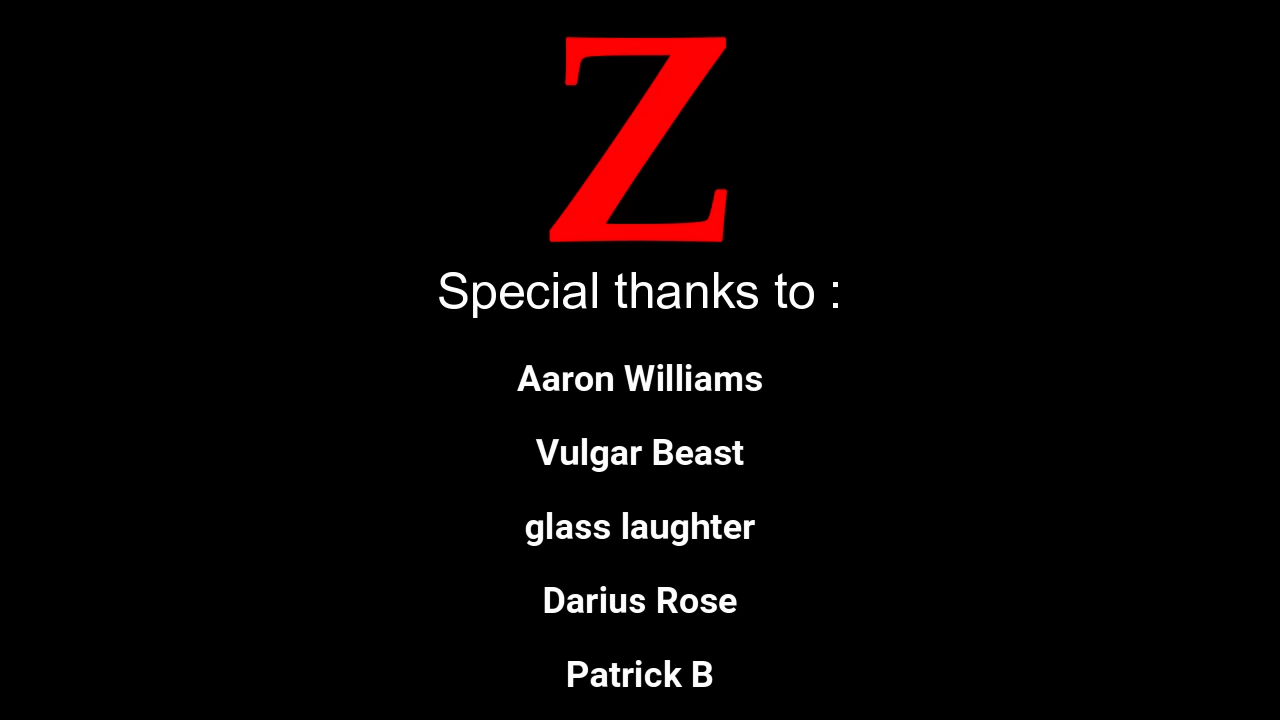 Z
Special thanks to :
Aaron Williams
Vulgar Beast
glass laughter
Darius Rose
Patrick B